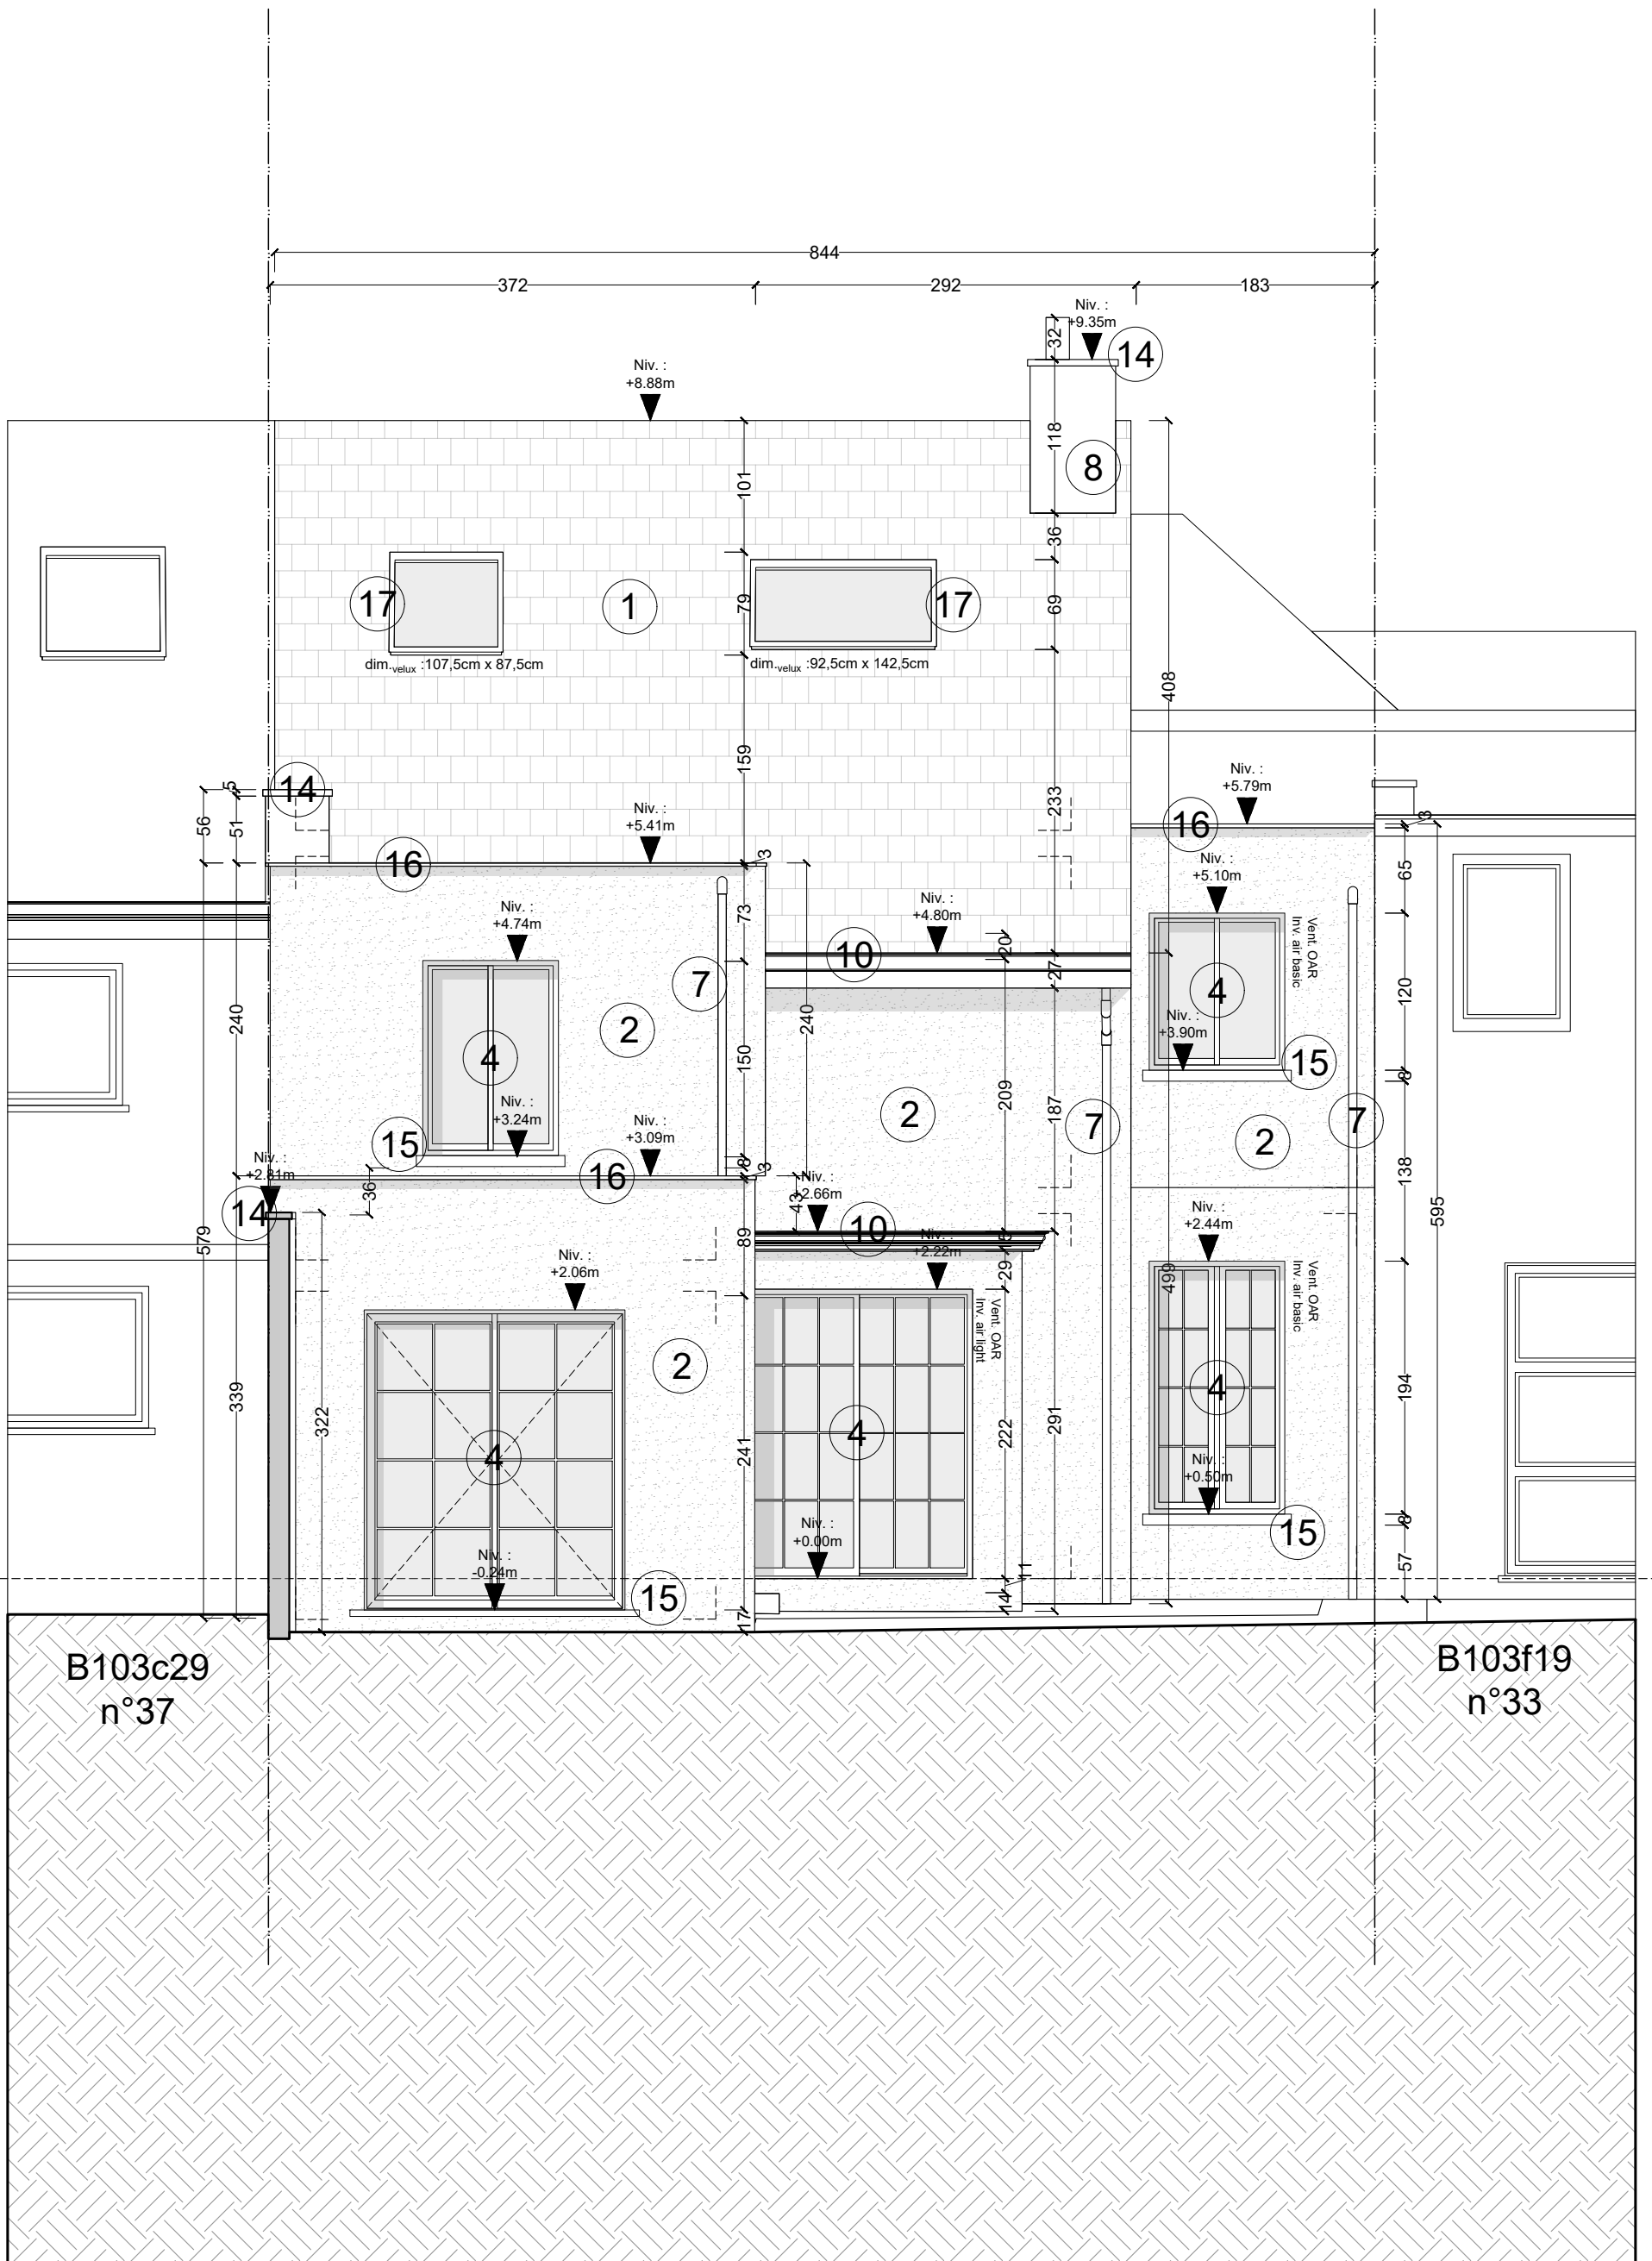 844
372
292
183
Niv. :
+9.35m
32
14
Niv. :
+8.88m
118
8
101
36
17
1
79
17
69
dim.velux :107,5cm x 87,5cm
dim.velux :92,5cm x 142,5cm
408
159
233
5
14
56
51
Niv. :
+5.79m
16
3
Niv. :
+5.41m
16
3
65
Niv. :
+5.10m
Vent. OAR
Inv. air basic
Niv. :
+4.74m
73
Niv. :
+4.80m
10
20
27
7
4
120
240
2
240
Niv. :
+3.90m
4
150
15
8
209
187
2
7
7
2
Niv. :
+3.24m
15
Niv. :
+3.09m
138
8
3
Niv. :
+2.81m
36
16
Niv. :
+2.66m
43
14
10
15
Niv. :
+2.44m
595
579
89
Niv. :
+2.22m
29
Niv. :
+2.06m
499
Vent. OAR
Inv. air basic
Vent. OAR
Inv. air light
2
339
322
4
241
4
222
291
4
194
Niv. :
+0.50m
8
15
Niv. :
+0.00m
57
Niv. :
-0.24m
15
11
14
17
B103c29
n°37
B103f19
n°33